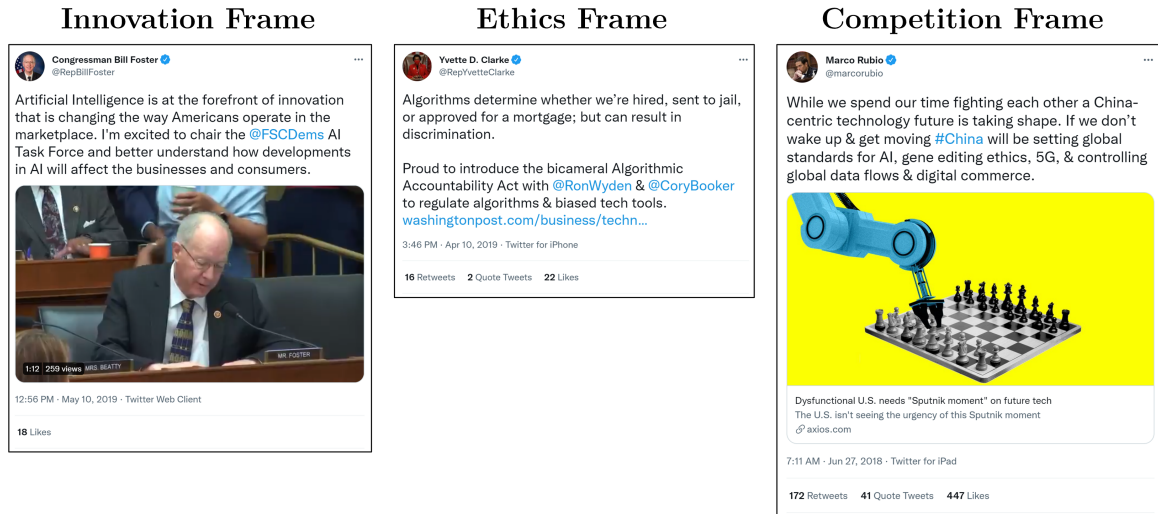 Innovation Frame
Congressman Bill Foster
@RepBillFoster
Artificial Intelligence is at the forefront of innovation
that is changing the way Americans operate in the
marketplace. I'm excited to chair the @FSCDems AI
Task Force and better understand how developments
in AI will affect the businesses and consumers.
MR. FOSTER
1:12 259 views MRS. BEATTY
12:56 PM · May 10, 2019 · Twitter Web Client
18 Likes
Ethics Frame
Yvette D. Clarke
@RepYvetteClarke
Algorithms determine whether we're hired, sent to jail,
or approved for a mortgage; but can result in
discrimination.
Proud to introduce the bicameral Algorithmic
Accountability Act with @RonWyden & @CoryBooker
to regulate algorithms & biased tech tools.
washingtonpost.com/business/techn...
3:46 PM · Apr 10, 2019 · Twitter for iPhone
16 Retweets 2 Quote Tweets 22 Likes
Competition Frame
Marco Rubio
@marcorubio
While we spend our time fighting each other a China-
centric technology future is taking shape. If we don't
wake up & get moving #China will be setting global
standards for AI, gene editing ethics, 5G, & controlling
global data flows & digital commerce.
Dysfunctional U.S. needs "Sputnik moment" on future tech
The U.S. isn't seeing the urgency of this Sputnik moment
axios.com
7:11 AM · Jun 27, 2018 · Twitter for iPad
172 Retweets 41 Quote Tweets 447 Likes